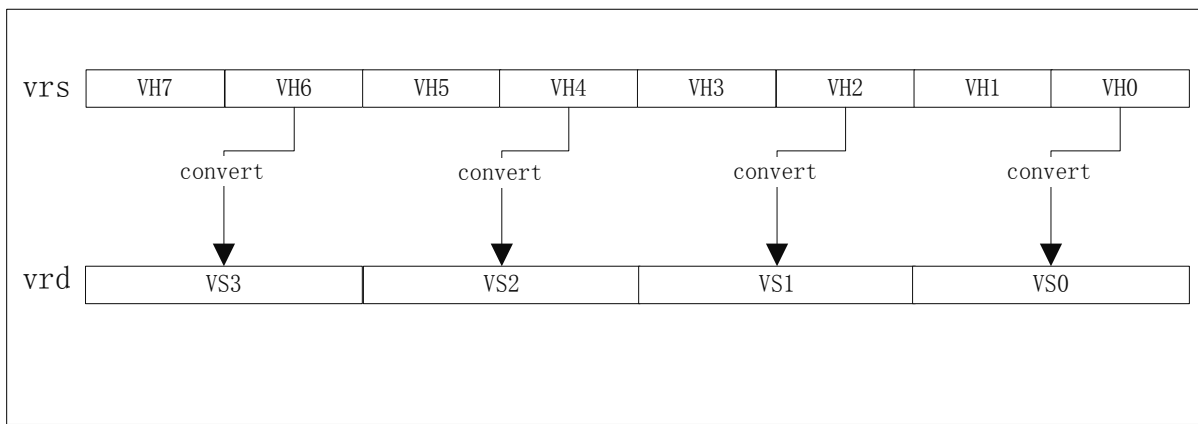 vrs VH7 VH6 VH5 VH4 VH3 VH2 VH1 VH0
convert convert convert convert
vrd VS3 VS2 VS1 VS0